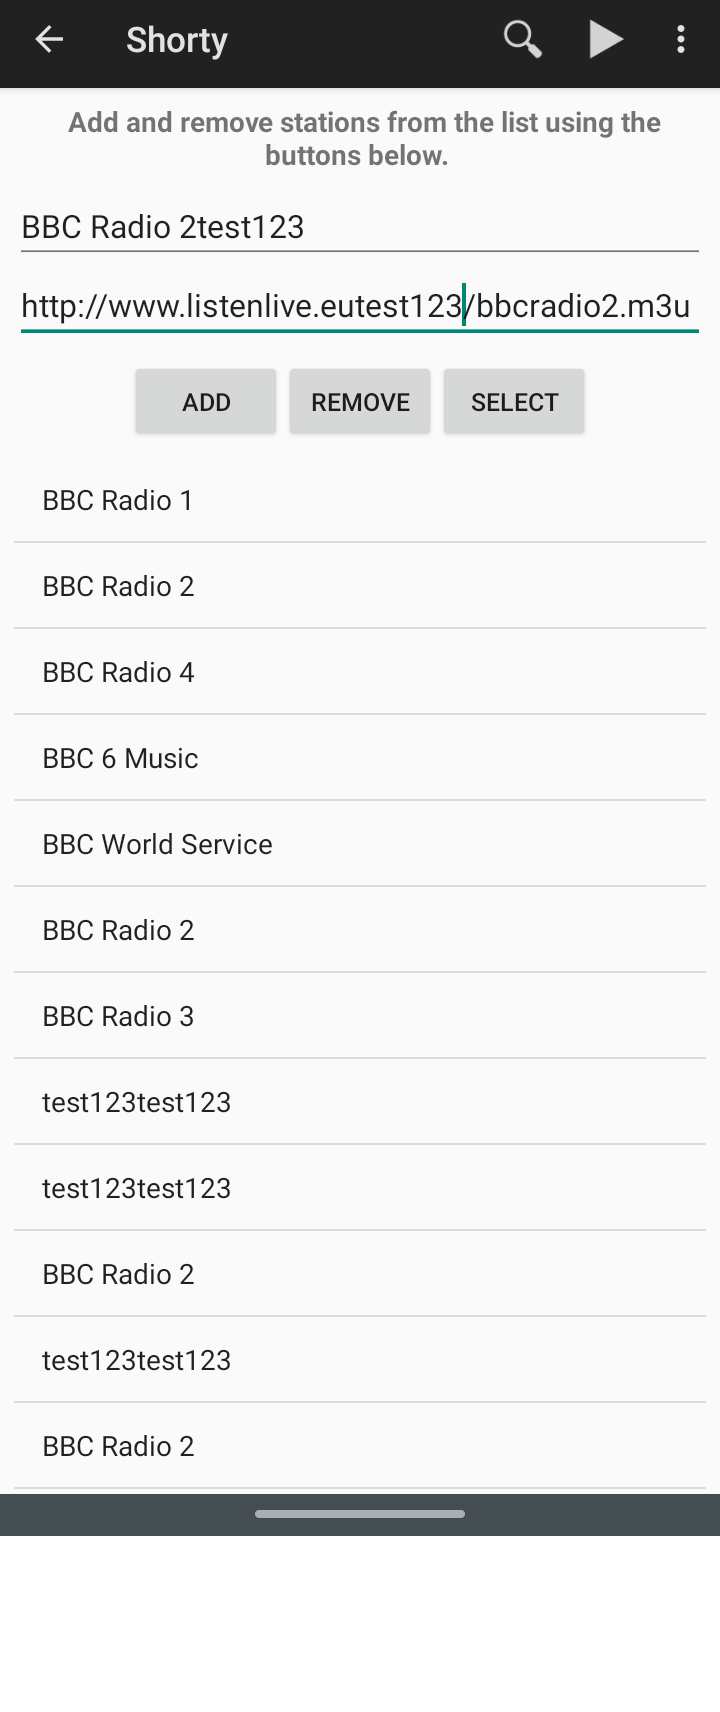 Shorty
Add and remove stations from the list using the
buttons below.
BBC Radio 2test123
http://www.listenlive.eutest123/bbcradio2.m3u
ADD REMOVE SELECT
BBC Radio 1
BBC Radio 2
BBC Radio 4
BBC 6 Music
BBC World Service
BBC Radio 2
BBC Radio 3
test123test123
test123test123
BBC Radio 2
test123test123
BBC Radio 2